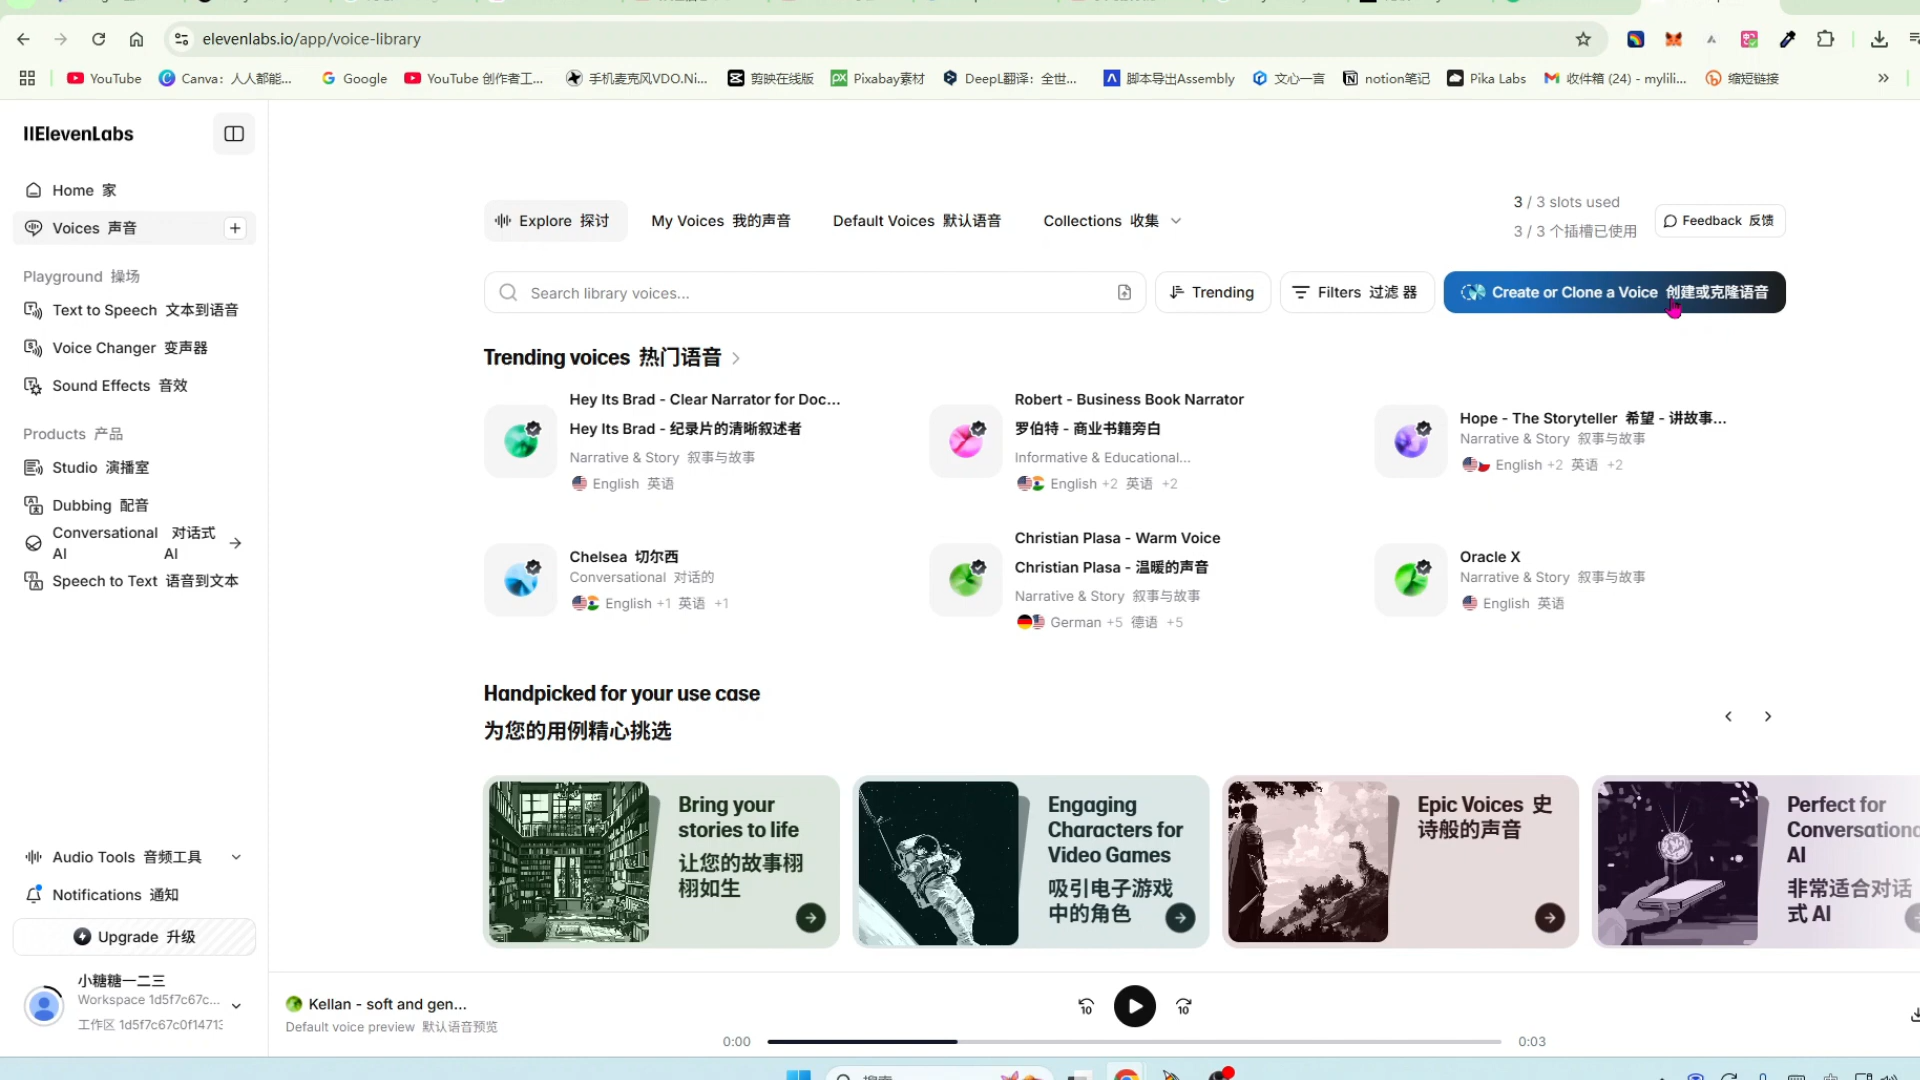 elevenlabs.io/app/voice-library
YouTube
Canva：人人都能...
Google
YouTube 创作者工...
手机麦克风VDO.Ni...
剪映在线版
Pixabay素材
DeepL翻译：全世...
脚本导出Assembly
文心一言
notion笔记
Pika Labs
收件箱 (24) - mylili...
缩短链接
IIElevenLabs
Home 家
Voices 声音
Playground 操场
Text to Speech 文本到语音
Voice Changer 变声器
Sound Effects 音效
Products 产品
Studio 演播室
Dubbing 配音
Conversational AI 对话式 AI
Speech to Text 语音到文本
Audio Tools 音频工具
Notifications 通知
Upgrade 升级
小糖糖一二三
Workspace 1d5f7c67c...
工作区 1d5f7c67c0f14713
Explore 探讨
My Voices 我的声音
Default Voices 默认语音
Collections 收集
3 / 3 slots used
3 / 3 个插槽已使用
Feedback 反馈
Search library voices...
Trending
Filters 过滤 器
Create or Clone a Voice 创建或克隆语音
Trending voices 热门语音
Hey Its Brad - Clear Narrator for Doc...
Hey Its Brad - 纪录片的清晰叙述者
Narrative & Story 叙事与故事
English 英语
Robert - Business Book Narrator
罗伯特 - 商业书籍旁白
Informative & Educational...
English +2 英语 +2
Hope - The Storyteller 希望 - 讲故事...
Narrative & Story 叙事与故事
English +2 英语 +2
Chelsea 切尔西
Conversational 对话的
English +1 英语 +1
Christian Plasa - Warm Voice
Christian Plasa - 温暖的声音
Narrative & Story 叙事与故事
German +5 德语 +5
Oracle X
Narrative & Story 叙事与故事
English 英语
Handpicked for your use case
为您的用例精心挑选
Bring your
stories to life
让您的故事栩
栩如生
Engaging
Characters for
Video Games
吸引电子游戏
中的角色
Epic Voices 史
诗般的声音
Perfect for
Conversationa
AI
非常适合对话
式 AI
Kellan - soft and gen...
Default voice preview 默认语音预览
10
10
0:00
0:03